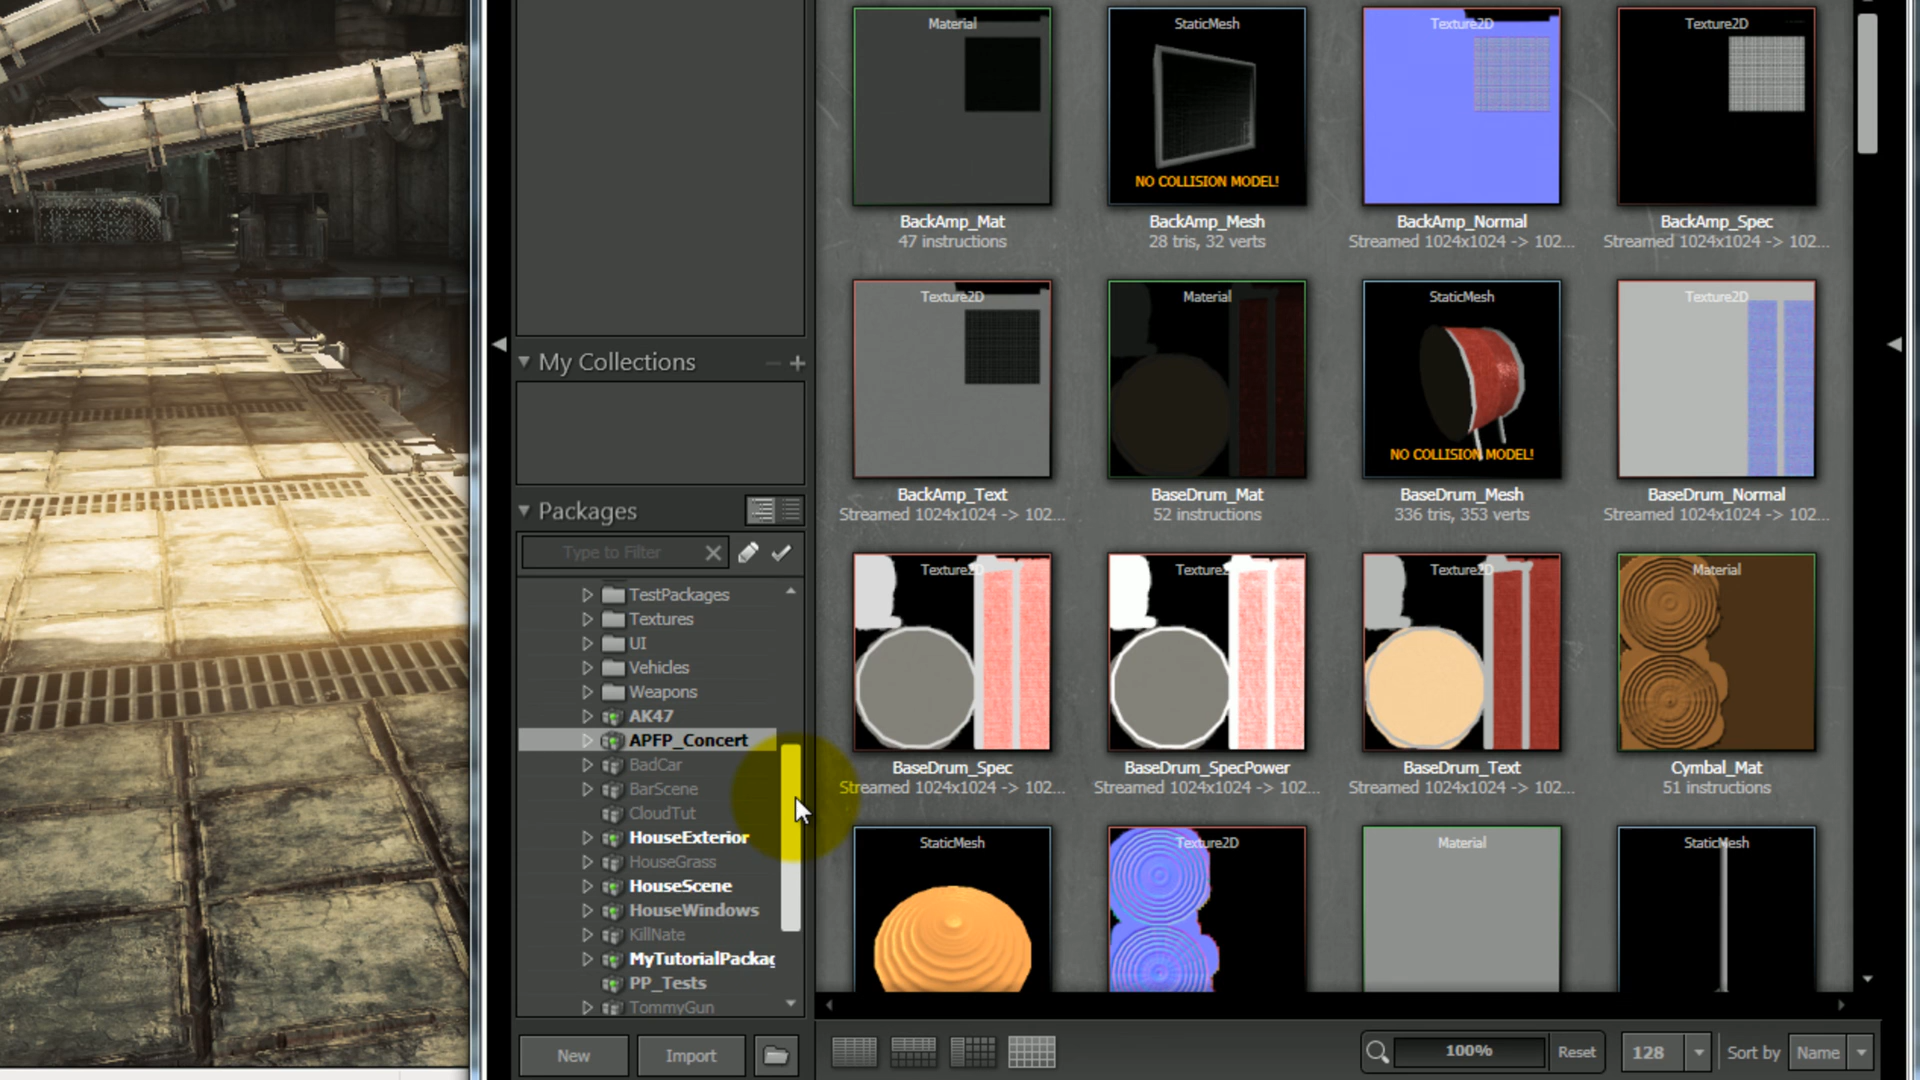 My Collections
Packages
Type to Filter
TestPackages
Textures
UI
Vehicles
Weapons
AK47
APFP_Concert
BadCar
BarScene
CloudTut
HouseExterior
HouseGrass
HouseScene
HouseWindows
KillNate
MyTutorialPackag
PP_Tests
TommyGun
New
Import
Material
StaticMesh
Texture2D
Texture2D
NO COLLISION MODEL!
BackAmp_Mat
BackAmp_Mesh
BackAmp_Normal
BackAmp_Spec
47 instructions
28 tris, 32 verts
Streamed 1024x1024 -> 102...
Streamed 1024x1024 -> 102...
Texture2D
Material
StaticMesh
Texture2D
NO COLLISION MODEL!
BackAmp_Text
BaseDrum_Mat
BaseDrum_Mesh
BaseDrum_Normal
Streamed 1024x1024 -> 102...
52 instructions
336 tris, 353 verts
Streamed 1024x1024 -> 102...
Texture2D
Texture2D
Texture2D
Material
BaseDrum_Spec
BaseDrum_SpecPower
BaseDrum_Text
Cymbal_Mat
Streamed 1024x1024 -> 102...
Streamed 1024x1024 -> 102...
Streamed 1024x1024 -> 102...
51 instructions
StaticMesh
Texture2D
Material
StaticMesh
100%
Reset
128
Sort by
Name